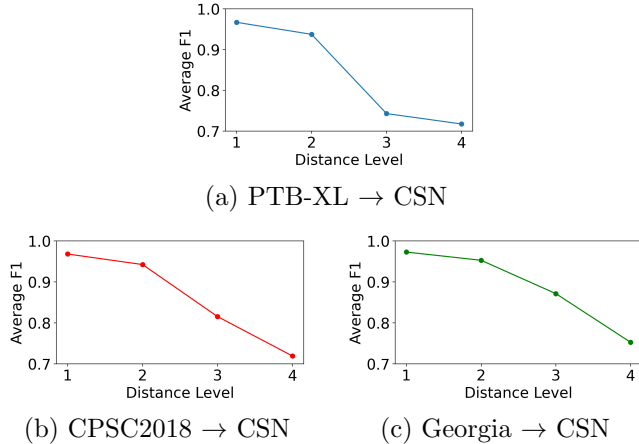 1.0
0.9
0.8
0.7
Average F1
1 2 3 4
Distance Level
(a) PTB-XL → CSN
1.0
0.9
0.8
0.7
Average F1
1 2 3 4
Distance Level
(b) CPSC2018 → CSN
1.0
0.9
0.8
0.7
Average F1
1 2 3 4
Distance Level
(c) Georgia → CSN